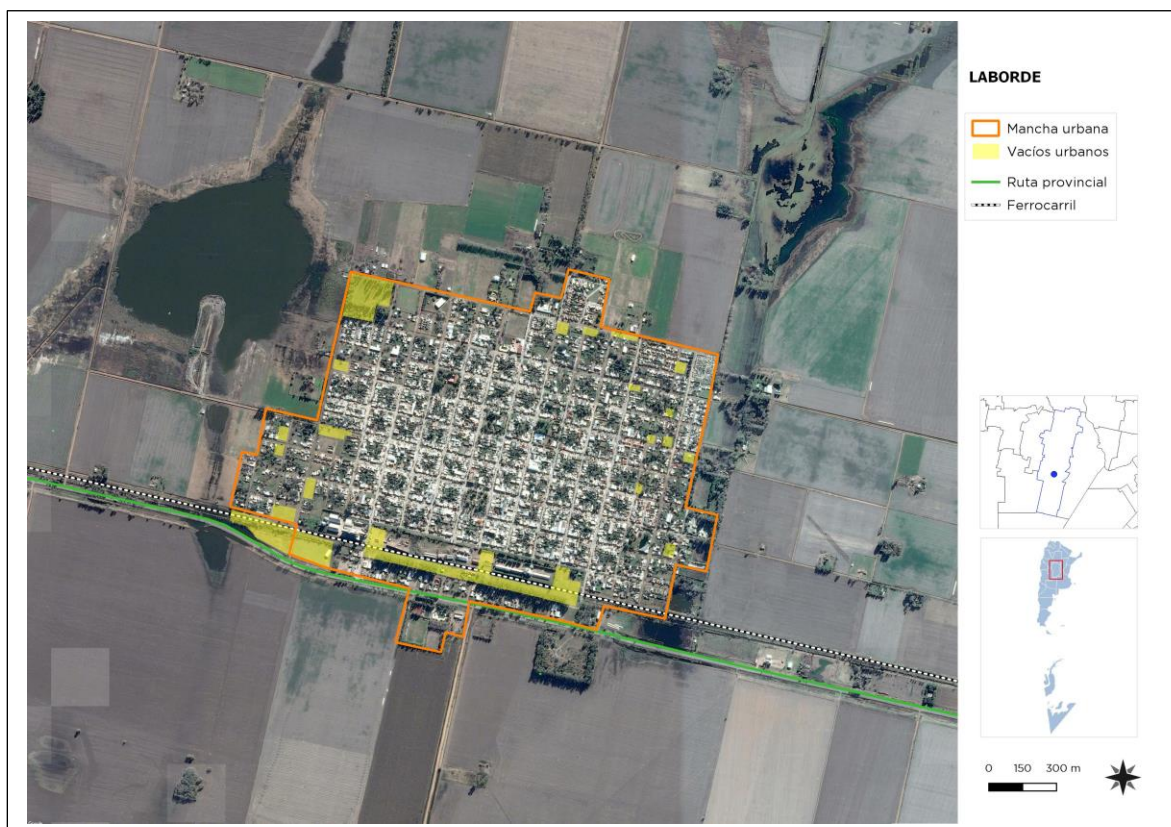 LABORDE
Mancha urbana
Vacíos urbanos
Ruta provincial
Ferrocarril
0 150 300 m